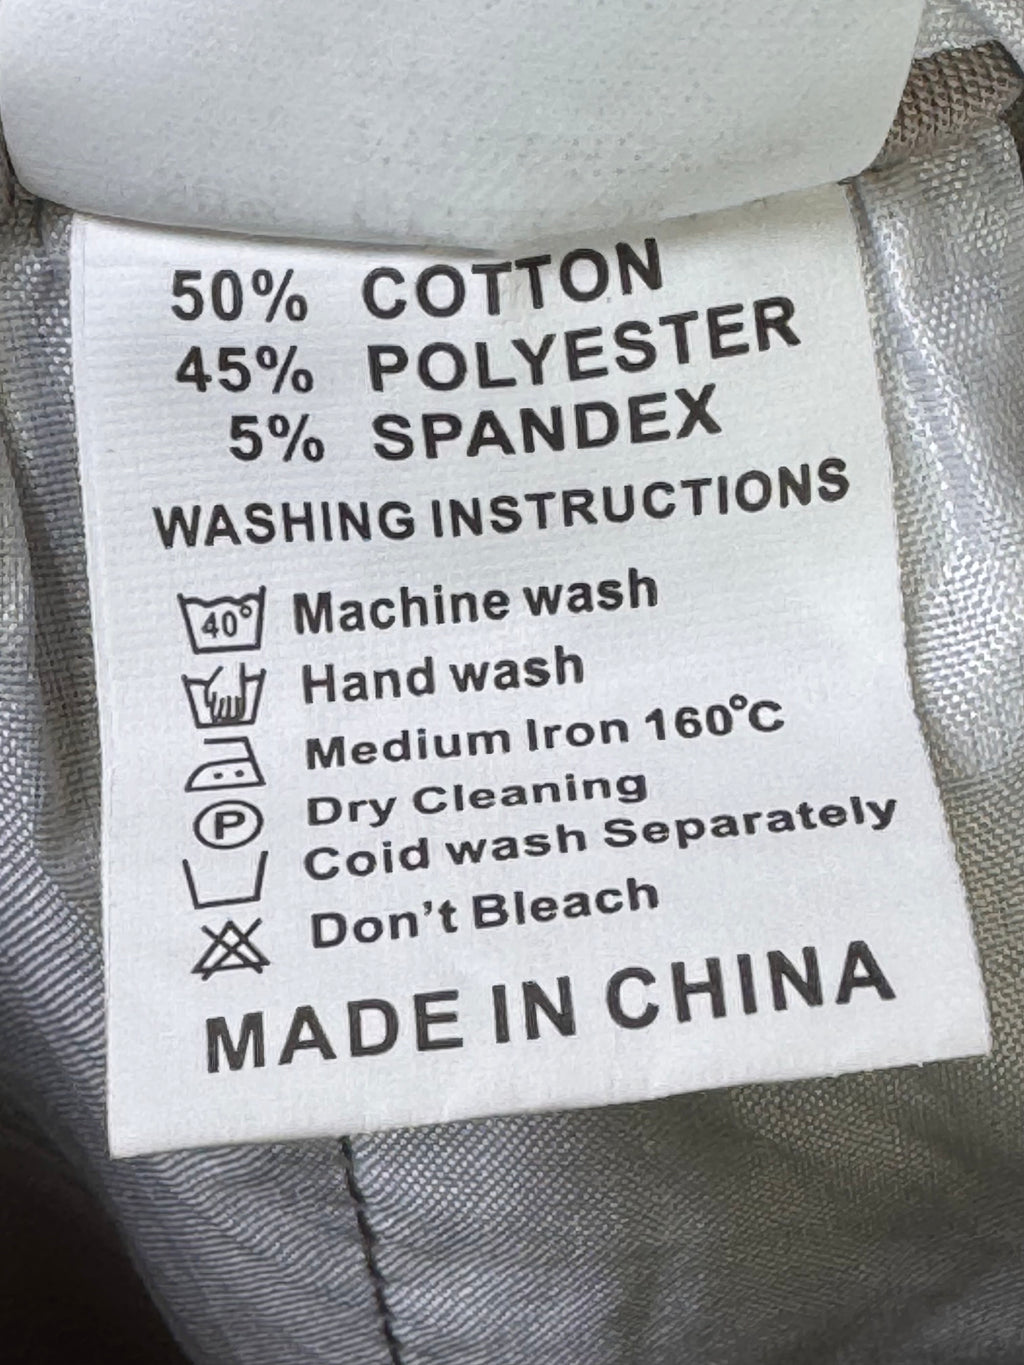 50% COTTON
45% POLYESTER
5% SPANDEX
WASHING INSTRUCTIONS
40° Machine wash
Hand wash
Medium Iron 160°C
P Dry Cleaning
Coid wash Separately
Don't Bleach
MADE IN CHINA